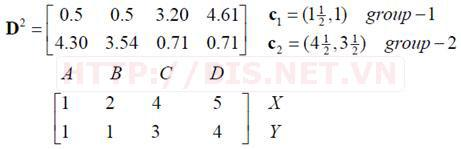 D² = [0.5 0.5 3.20 4.61] c₁ = (1½,1) group−1
[4.30 3.54 0.71 0.71] c₂ = (4½,3½) group−2
A B C D
HTTP://BIS.NET.VN
[1 2 4 5] X
[1 1 3 4] Y